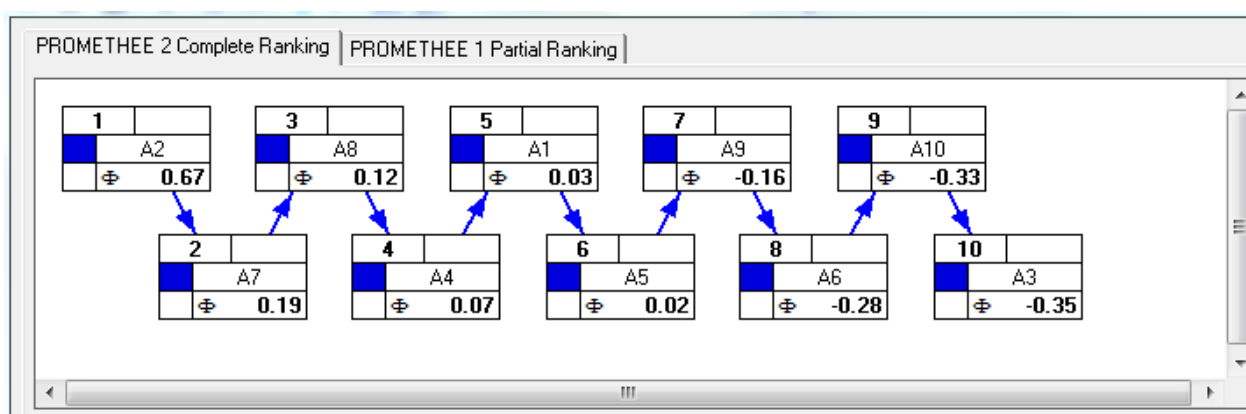 PROMETHEE 2 Complete Ranking PROMETHEE 1 Partial Ranking
1 3 5 7 9
A2 A8 A1 A9 A10
Φ 0.67 Φ 0.12 Φ 0.03 Φ -0.16 Φ -0.33
2 4 6 8 10
A7 A4 A5 A6 A3
Φ 0.19 Φ 0.07 Φ 0.02 Φ -0.28 Φ -0.35